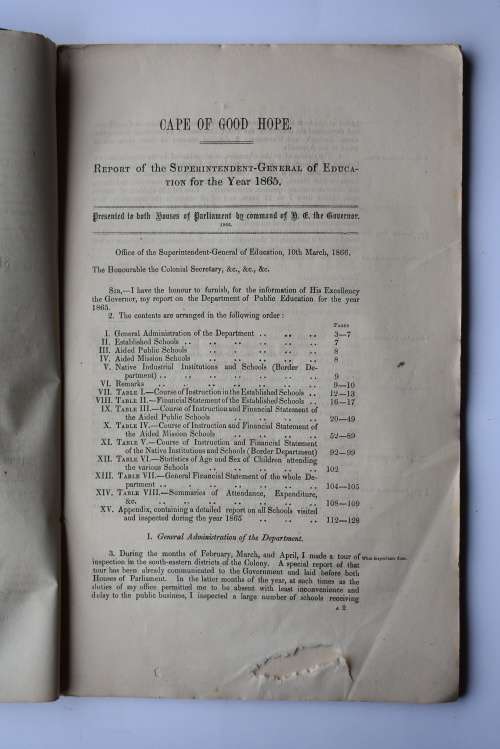 CAPE OF GOOD HOPE.
REPORT of the SUPERINTENDENT-GENERAL of EDUCA-
TION for the Year 1865.
Presented to both Houses of Parliament by command of H. E. the Governor.
1866.
Office of the Superintendent-General of Education, 10th March, 1866.
The Honourable the Colonial Secretary, &c., &c., &c.
SIR,—I have the honour to furnish, for the information of His Excellency
the Governor, my report on the Department of Public Education for the year
1865.
2. The contents are arranged in the following order:
PAGES
I. General Administration of the Department .. .. .. 3—7
II. Established Schools .. .. .. .. .. .. 7
III. Aided Public Schools .. .. .. .. .. 8
IV. Aided Mission Schools .. .. .. .. .. 8
V. Native Industrial Institutions and Schools (Border De-
partment) .. .. .. .. .. .. .. 9
VI. Remarks .. .. .. .. .. .. .. 9—10
VII. TABLE I.—Course of Instruction in the Established Schools .. 12—13
VIII. TABLE II.—Financial Statement of the Established Schools .. 16—17
IX. TABLE III.—Course of Instruction and Financial Statement of
the Aided Public Schools .. .. .. .. 20—49
X. TABLE IV.—Course of Instruction and Financial Statement of
the Aided Mission Schools .. .. .. .. 52—89
XI. TABLE V.—Course of Instruction and Financial Statement
of the Native Institutions and Schools (Border Department) 92—99
XII. TABLE VI.—Statistics of Age and Sex of Children attending
the various Schools .. .. .. .. .. 102
XIII. TABLE VII.—General Financial Statement of the whole De-
partment .. .. .. .. .. .. .. 104—105
XIV. TABLE VIII.—Summaries of Attendance, Expenditure,
&c. .. .. .. .. .. .. .. 108—109
XV. Appendix, containing a detailed report on all Schools visited
and inspected during the year 1865 .. .. .. 112—128
I. General Administration of the Department.
3. During the months of February, March, and April, I made a tour of
inspection in the south-eastern districts of the Colony. A special report of that
tour has been already communicated to the Government and laid before both
Houses of Parliament. In the latter months of the year, at such times as the
duties of my office permitted me to be absent with least inconvenience and
delay to the public business, I inspected a large number of schools receiving
A 2